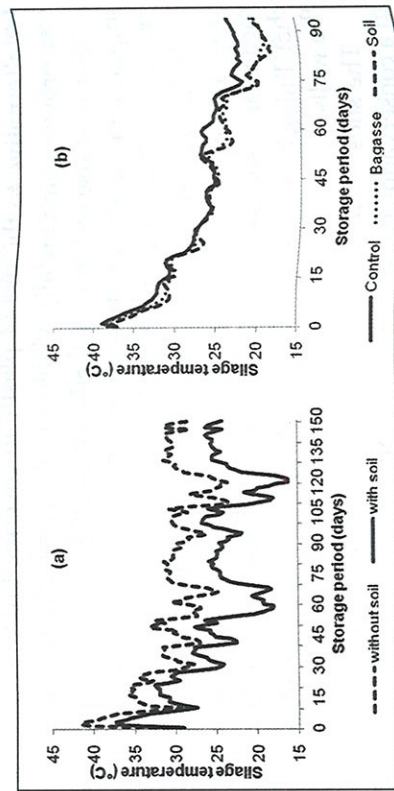 (a)
Silage temperature (°C)
45
40
35
30
25
20
15
0 15 30 45 60 75 90 105 120 135 150
Storage period (days)
without soil with soil
(b)
Silage temperature (°C)
45
40
35
30
25
20
15
0 15 30 45 60 75 90
Storage period (days)
Control Bagasse Soil